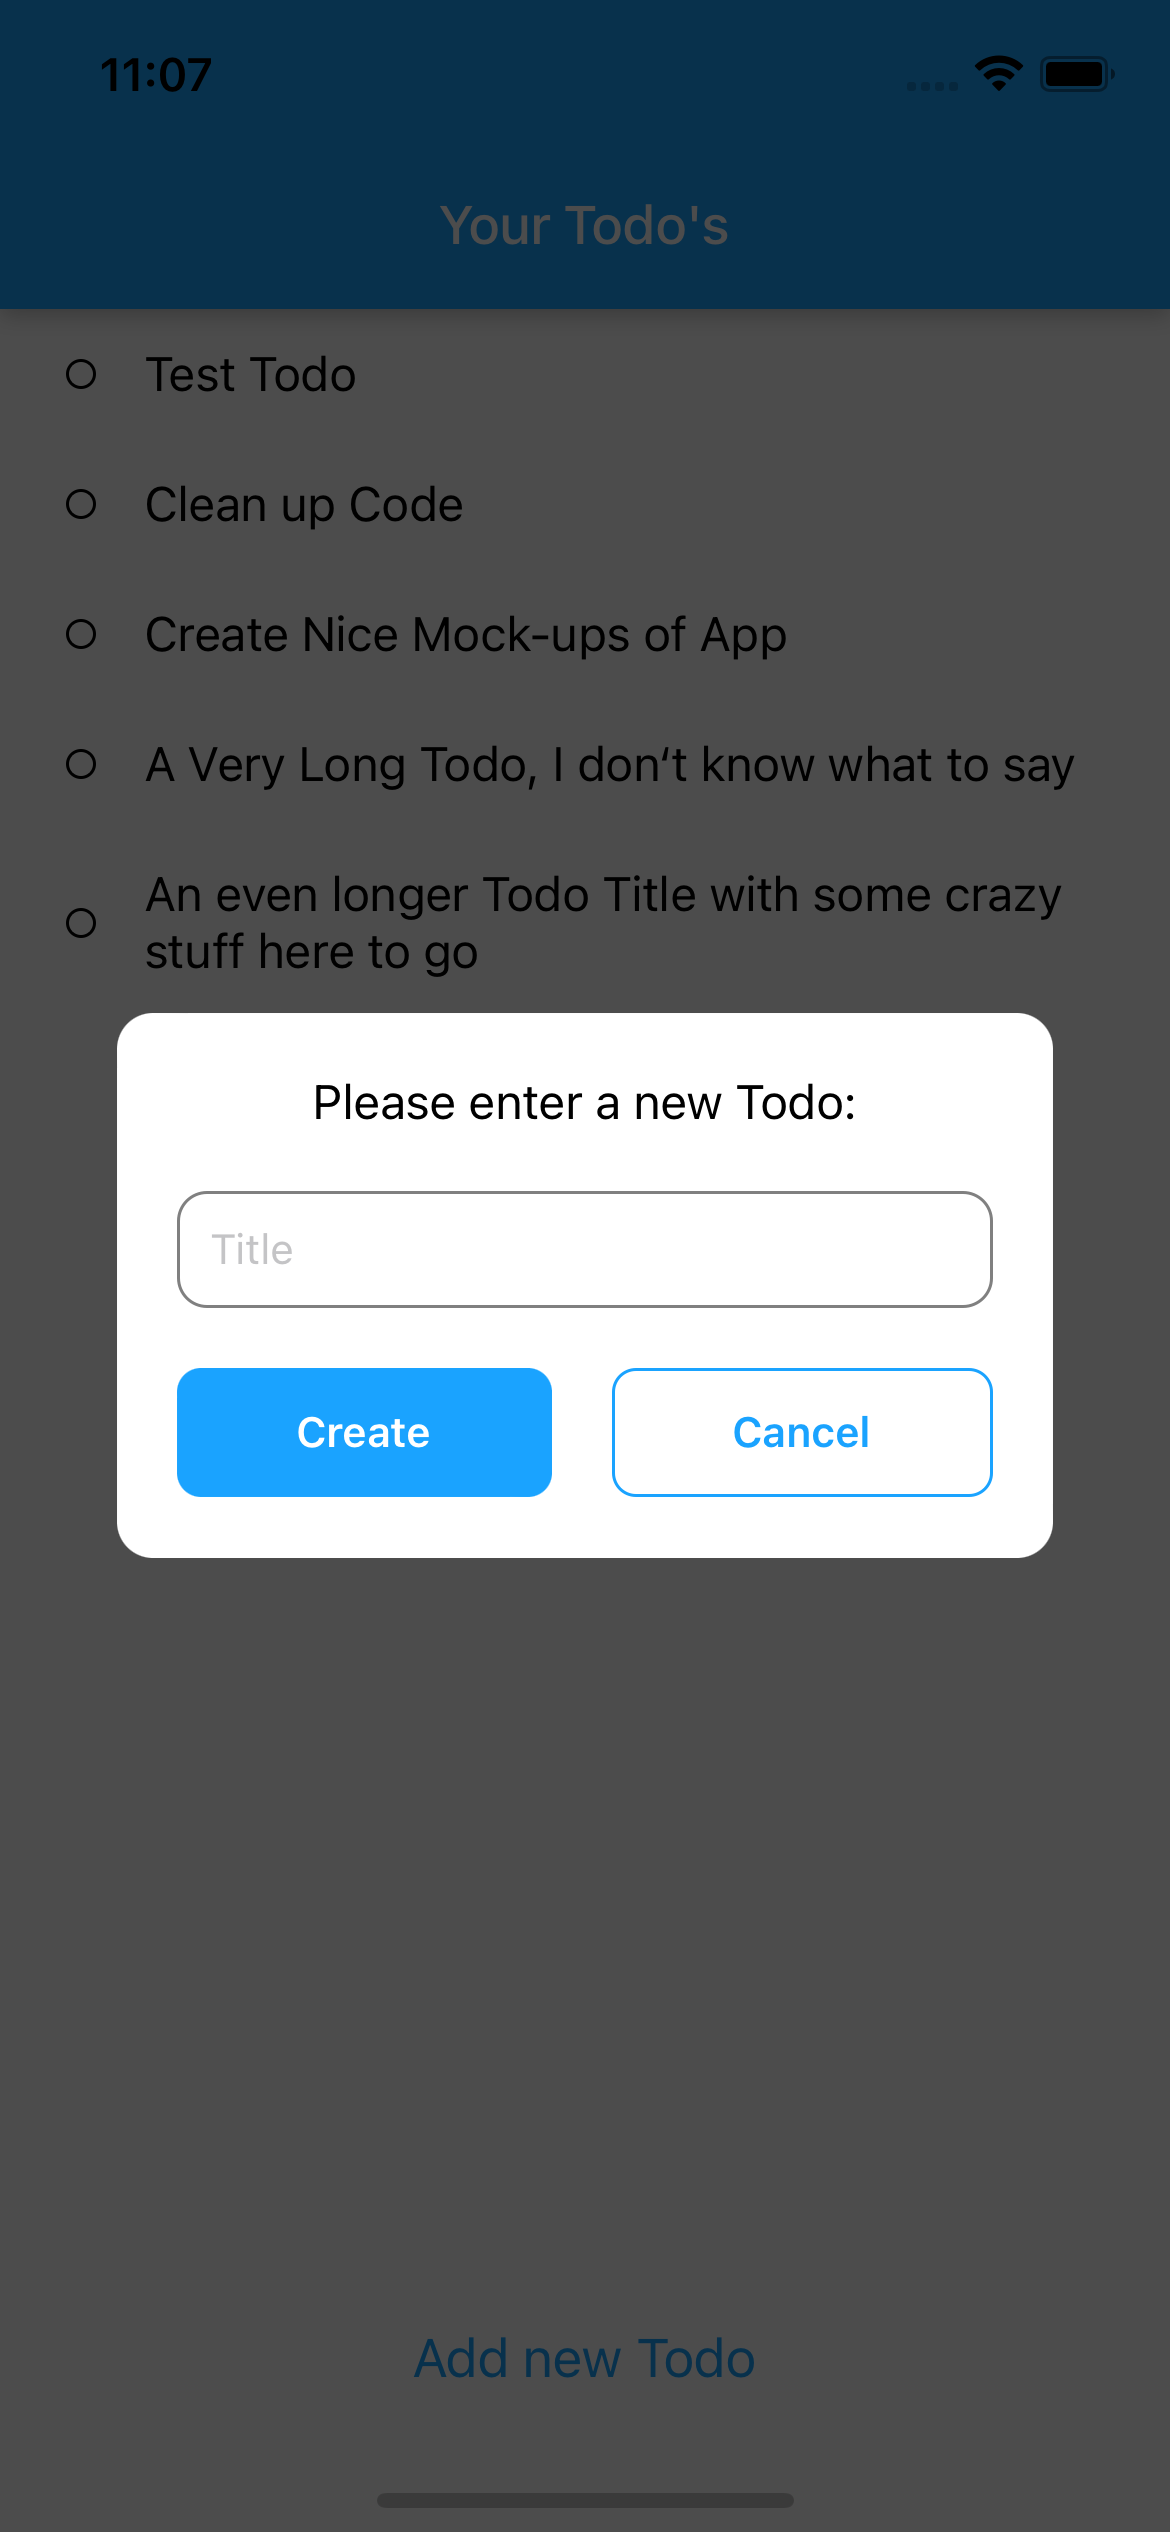 11:07
Your Todo's
Test Todo
Clean up Code
Create Nice Mock-ups of App
A Very Long Todo, I don‘t know what to say
An even longer Todo Title with some crazy
stuff here to go
Please enter a new Todo:
Title
Create
Cancel
Add new Todo